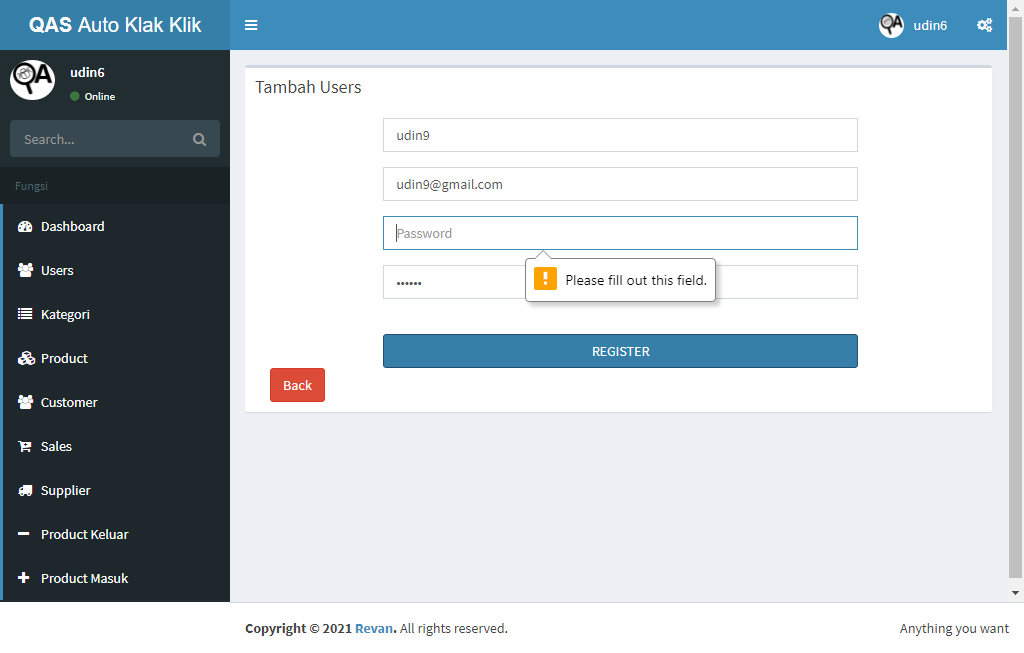 QAS Auto Klak Klik
udin6
udin6
Online
Search...
Fungsi
Dashboard
Users
Kategori
Product
Customer
Sales
Supplier
Product Keluar
Product Masuk
Tambah Users
udin9
udin9@gmail.com
Password
Please fill out this field.
••••••
REGISTER
Back
Copyright © 2021 Revan. All rights reserved.
Anything you want